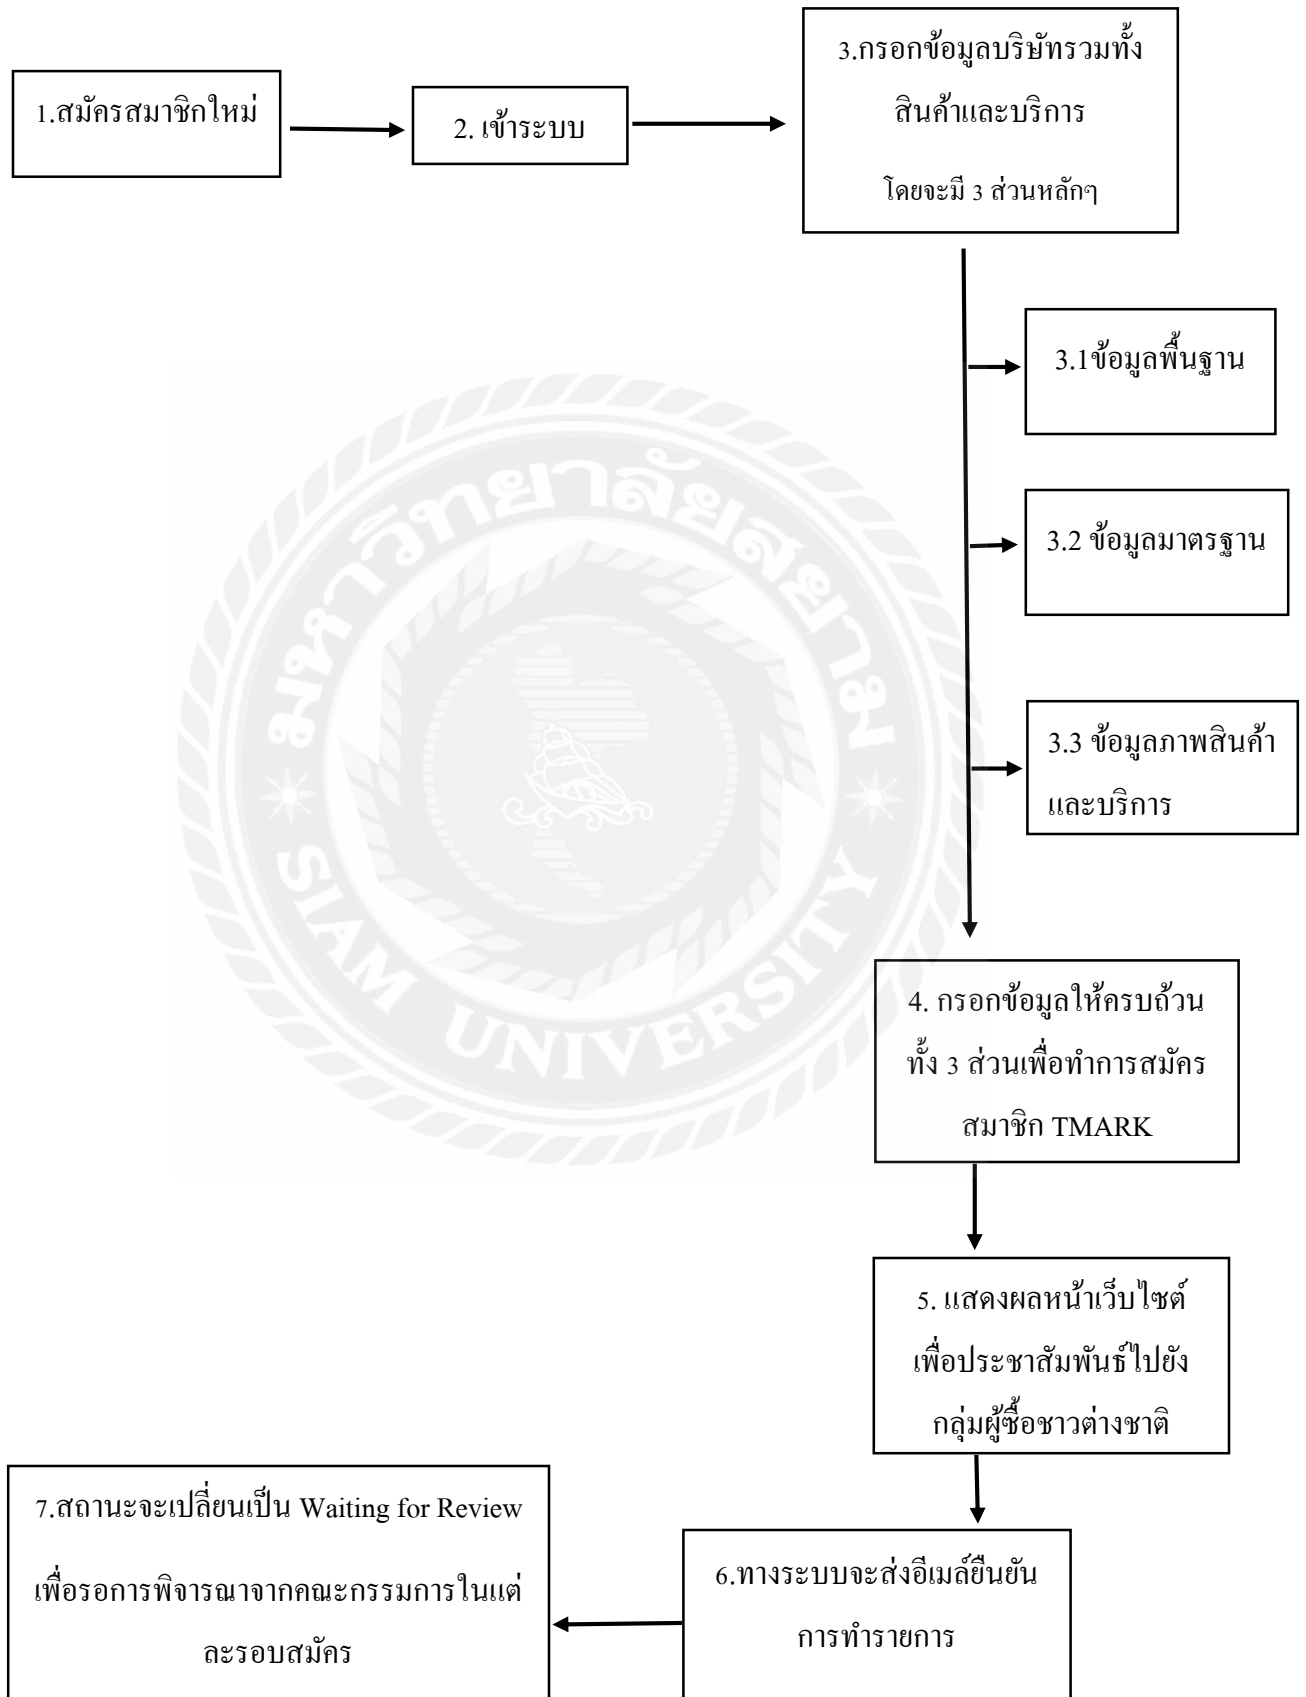 1.สมัครสมาชิกใหม่
2. เข้าระบบ
3.กรอกข้อมูลบริษัทรวมทั้ง
สินค้าและบริการ
โดยจะมี 3 ส่วนหลักๆ
3.1ข้อมูลพื้นฐาน
3.2 ข้อมูลมาตรฐาน
3.3 ข้อมูลภาพสินค้า
และบริการ
มหาวิทยาลัยสยาม
SIAM UNIVERSITY
4. กรอกข้อมูลให้ครบถ้วน
ทั้ง 3 ส่วนเพื่อทำการสมัคร
สมาชิก TMARK
5. แสดงผลหน้าเว็บไซต์
เพื่อประชาสัมพันธ์ไปยัง
กลุ่มผู้ซื้อชาวต่างชาติ
6.ทางระบบจะส่งอีเมล์ยืนยัน
การทำรายการ
7.สถานะจะเปลี่ยนเป็น Waiting for Review
เพื่อรอการพิจารณาจากคณะกรรมการในแต่
ละรอบสมัคร